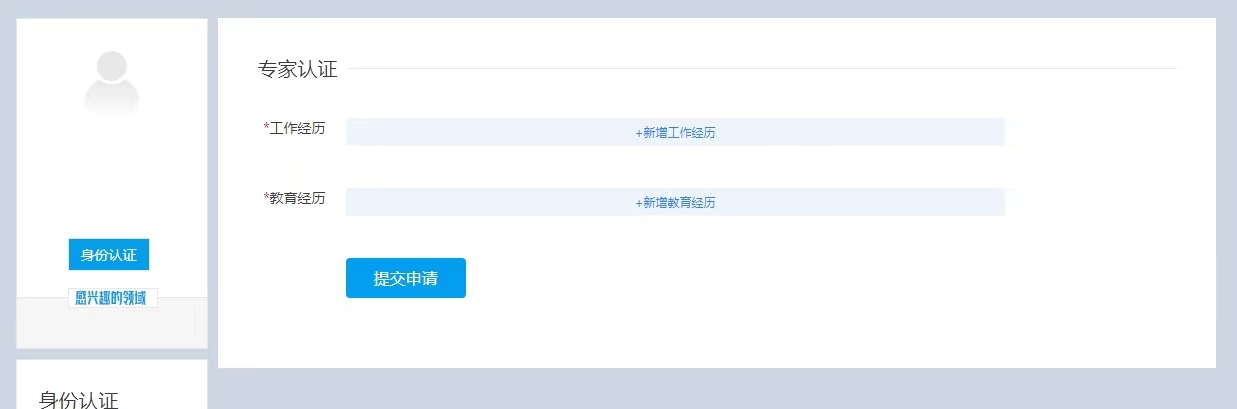 身份认证
感兴趣的领域
身份认证
专家认证
*工作经历
+新增工作经历
*教育经历
+新增教育经历
提交申请